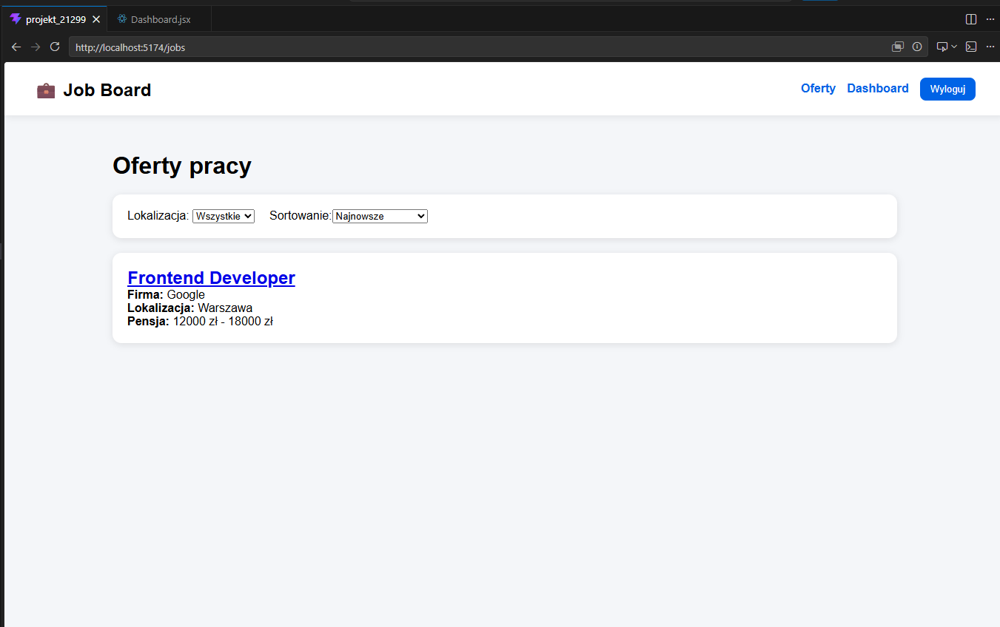 projekt_21299
Dashboard.jsx
http://localhost:5174/jobs
Job Board
Oferty
Dashboard
Wyloguj
Oferty pracy
Lokalizacja: Wszystkie Sortowanie: Najnowsze
Frontend Developer
Firma: Google
Lokalizacja: Warszawa
Pensja: 12000 zł - 18000 zł